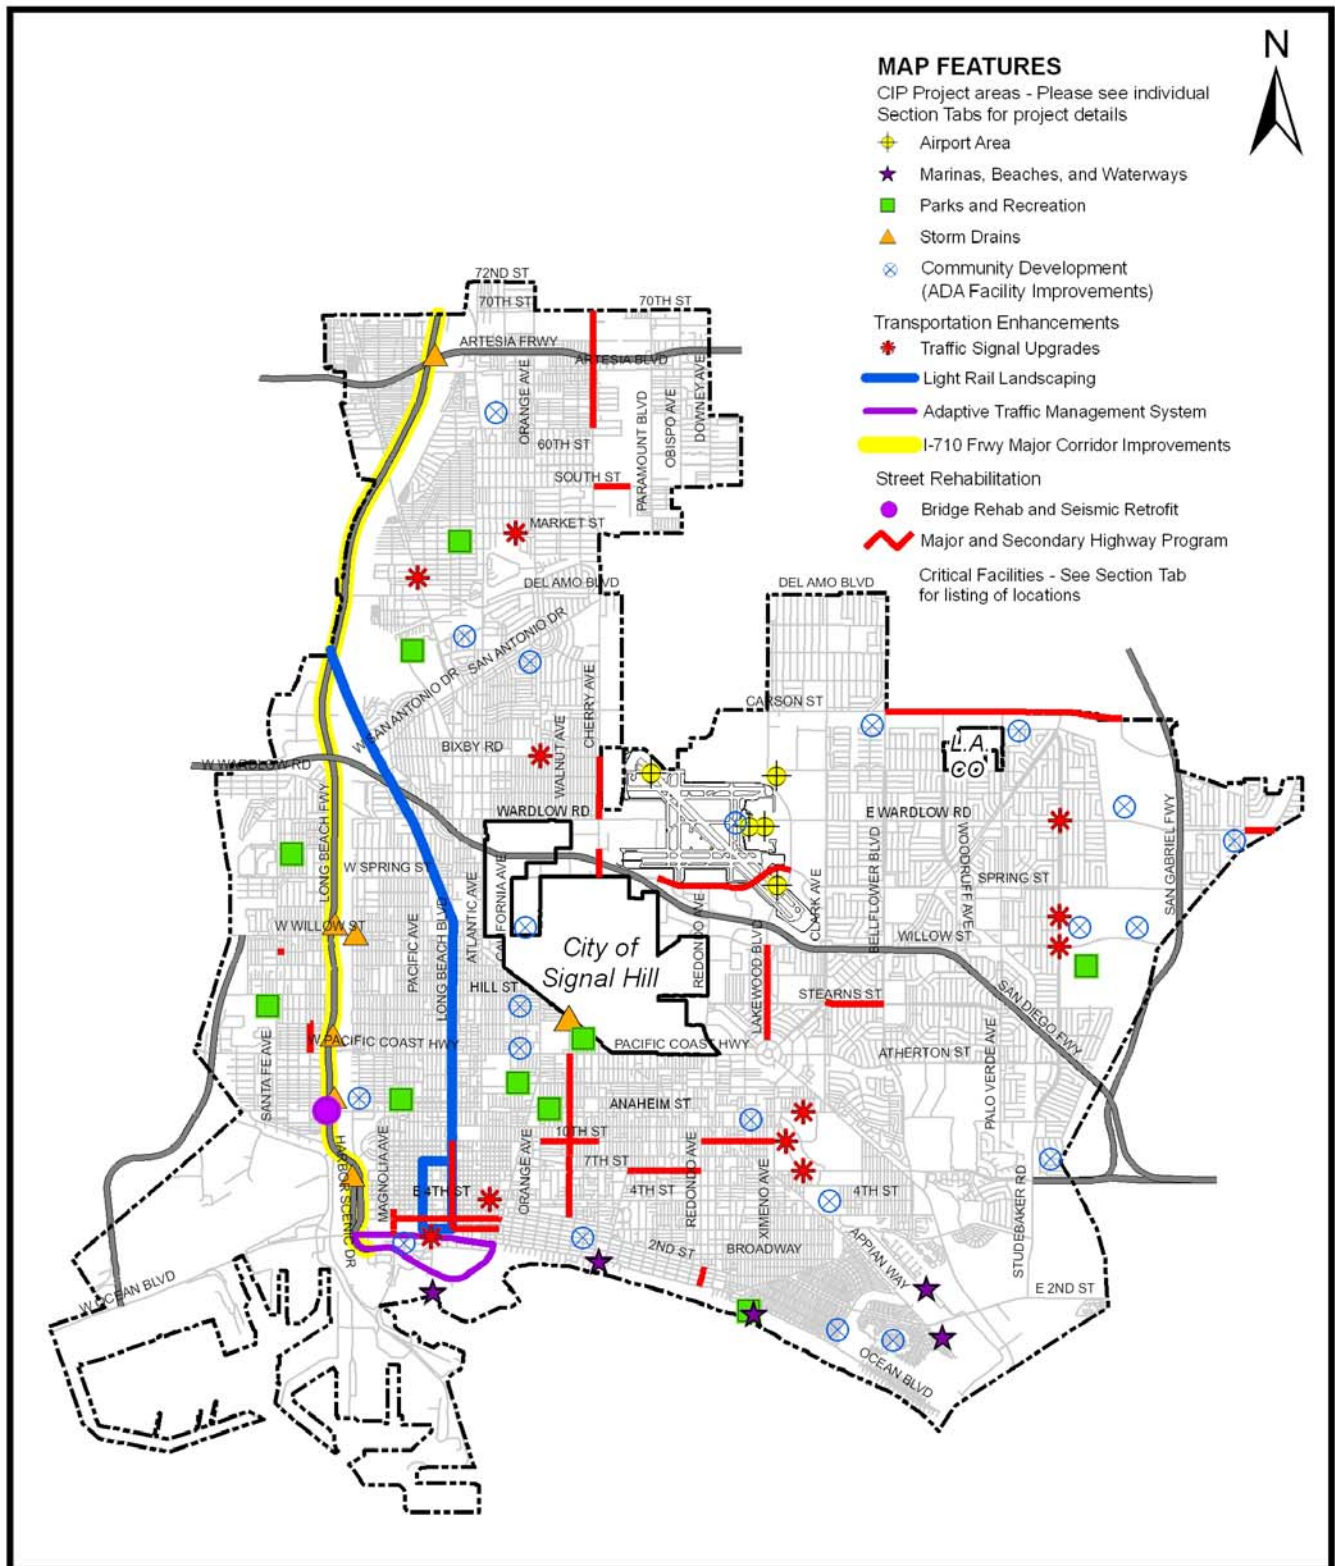 N
MAP FEATURES
CIP Project areas - Please see individual
Section Tabs for project details
Airport Area
Marinas, Beaches, and Waterways
Parks and Recreation
Storm Drains
Community Development
(ADA Facility Improvements)
Transportation Enhancements
Traffic Signal Upgrades
Light Rail Landscaping
Adaptive Traffic Management System
I-710 Frwy Major Corridor Improvements
Street Rehabilitation
Bridge Rehab and Seismic Retrofit
Major and Secondary Highway Program
Critical Facilities - See Section Tab
for listing of locations
72ND ST
70TH ST
70TH ST
ARTESIA FRWY
ARTESIA BLVD
ORANGE AVE
PARAMOUNT BLVD
OBISPO AVE
DOWNEY AVE
60TH ST
SOUTH ST
MARKET ST
DEL AMO BLVD
DEL AMO BLVD
SAN ANTONIO DR
W SAN ANTONIO DR
CHERRY AVE
WALNUT AVE
CARSON ST
BIXBY RD
L.A.
CO
W WARDLOW RD
WARDLOW RD
E WARDLOW RD
LONG BEACH FWY
W SPRING ST
CALIFORNIA AVE
ATLANTIC AVE
BELLFLOWER BLVD
WOODRUFF AVE
SPRING ST
SAN GABRIEL FWY
CLARK AVE
REDONDO AVE
LAKEWOOD BLVD
W WILLOW ST
PACIFIC AVE
LONG BEACH BLVD
WILLOW ST
City of
Signal Hill
HILL ST
STEARNS ST
SAN DIEGO FWY
W PACIFIC COAST HWY
PACIFIC COAST HWY
ATHERTON ST
SANTA FE AVE
PALO VERDE AVE
ANAHEIM ST
10TH ST
7TH ST
HARBOR SCENIC DR
MAGNOLIA AVE
ORANGE AVE
REDONDO AVE
XIMENO AVE
E 4TH ST
4TH ST
4TH ST
STUDEBAKER RD
2ND ST
BROADWAY
APPIAN WAY
E 2ND ST
W OCEAN BLVD
OCEAN BLVD